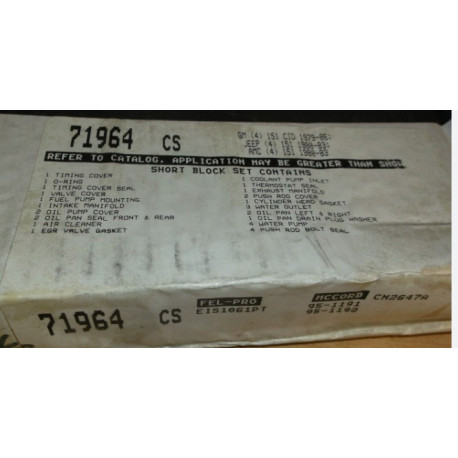 71964 CS
GM (4) 151 CID 1979-85;
JEEP (4) 151 1980-83;
AMC (4) 151 1980-83
REFER TO CATALOG. APPLICATION MAY BE GREATER THAN SHOW
SHORT BLOCK SET CONTAINS
1 TIMING COVER
1 O-RING
1 TIMING COVER SEAL
1 VALVE COVER
1 FUEL PUMP MOUNTING
1 INTAKE MANIFOLD
2 OIL PUMP COVER
2 OIL PAN SEAL FRONT & REAR
1 AIR CLEANER
1 EGR VALVE GASKET
1 COOLANT PUMP INLET
1 THERMOSTAT SEAL
1 EXHAUST MANIFOLD
2 PUSH ROD COVER
1 CYLINDER HEAD GASKET
3 WATER OUTLET
2 OIL PAN LEFT & RIGHT
1 OIL PAN DRAIN PLUG WASHER
4 WATER PUMP
4 PUSH ROD BOLT SEAL
71964 CS
FEL-PRO
EIS1061PT
MCCORD CM2647A
95-1191
95-1192